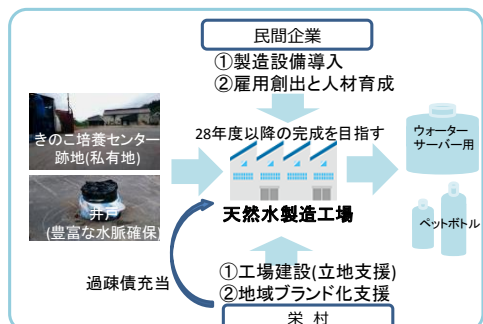 民間企業
①製造設備導入
②雇用創出と人材育成
きのこ培養センター
跡地(私有地)
28年度以降の完成を目指す
ウォーター
サーバー用
井戸
(豊富な水脈確保)
天然水製造工場
ペットボトル
過疎債充当
①工場建設(立地支援)
②地域ブランド化支援
栄 村